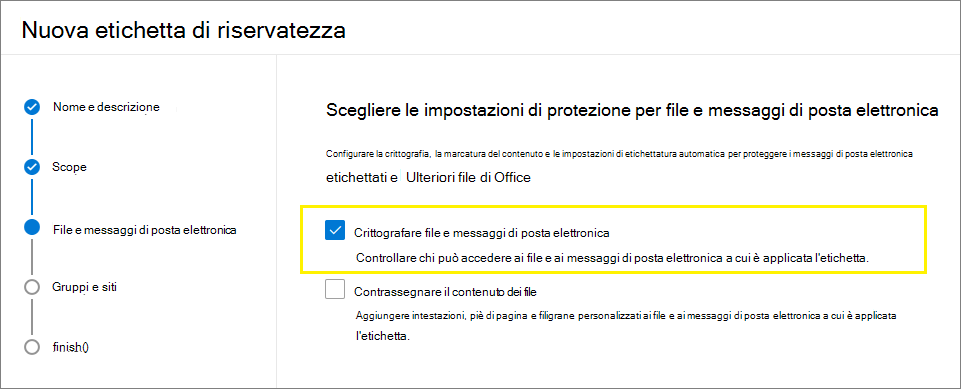 Nuova etichetta di riservatezza
Nome e descrizione
Scope
File e messaggi di posta elettronica
Gruppi e siti
finish()
Scegliere le impostazioni di protezione per file e messaggi di posta elettronica
Configurare la crittografia, la marcatura del contenuto e le impostazioni di etichettatura automatica per proteggere i messaggi di posta elettronica
etichettati e Ulteriori file di Office
Crittografare file e messaggi di posta elettronica
Controllare chi può accedere ai file e ai messaggi di posta elettronica a cui è applicata l'etichetta.
Contrassegnare il contenuto dei file
Aggiungere intestazioni, piè di pagina e filigrane personalizzati ai file e ai messaggi di posta elettronica a cui è applicata
l'etichetta.